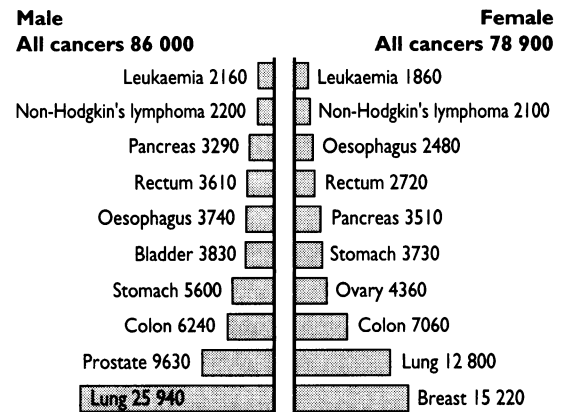 Male
All cancers 86 000
Leukaemia 2160
Non-Hodgkin's lymphoma 2200
Pancreas 3290
Rectum 3610
Oesophagus 3740
Bladder 3830
Stomach 5600
Colon 6240
Prostate 9630
Lung 25 940
Female
All cancers 78 900
Leukaemia 1860
Non-Hodgkin's lymphoma 2100
Oesophagus 2480
Rectum 2720
Pancreas 3510
Stomach 3730
Ovary 4360
Colon 7060
Lung 12 800
Breast 15 220